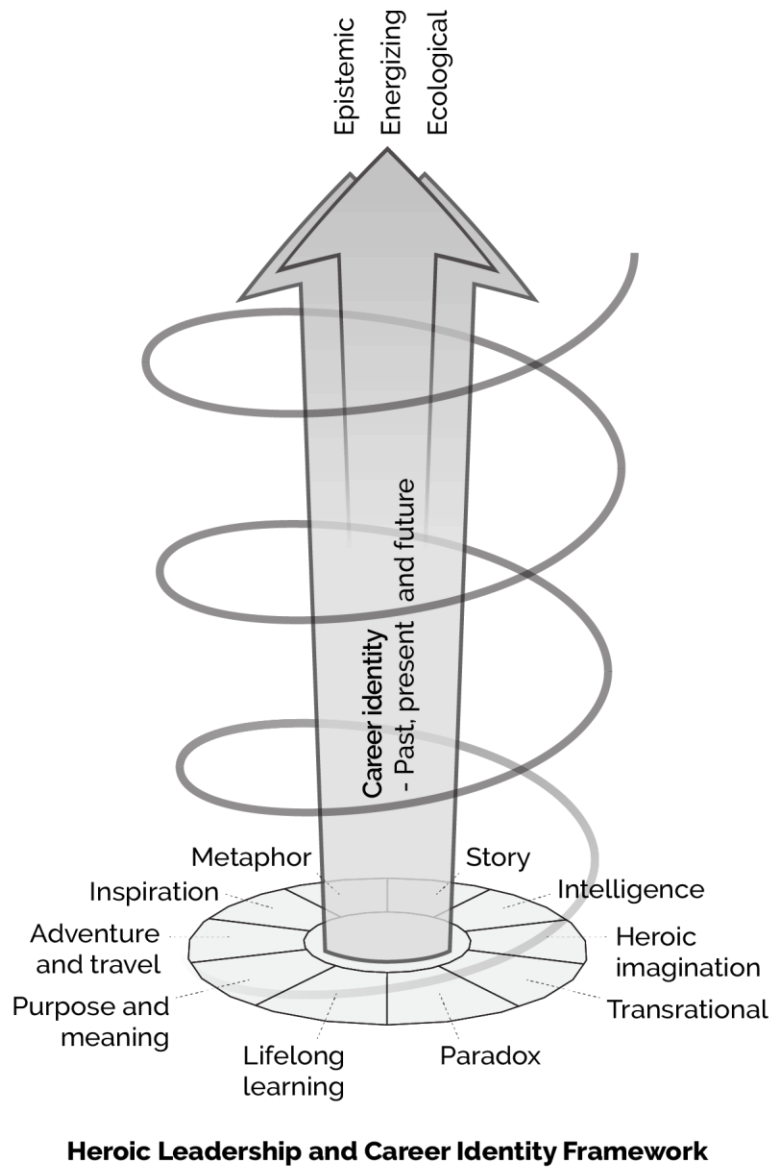 Epistemic
Energizing
Ecological
Career identity
- Past, present and future
Metaphor
Story
Inspiration
Intelligence
Adventure
and travel
Heroic
imagination
Purpose and
meaning
Transrational
Lifelong
learning
Paradox
Heroic Leadership and Career Identity Framework